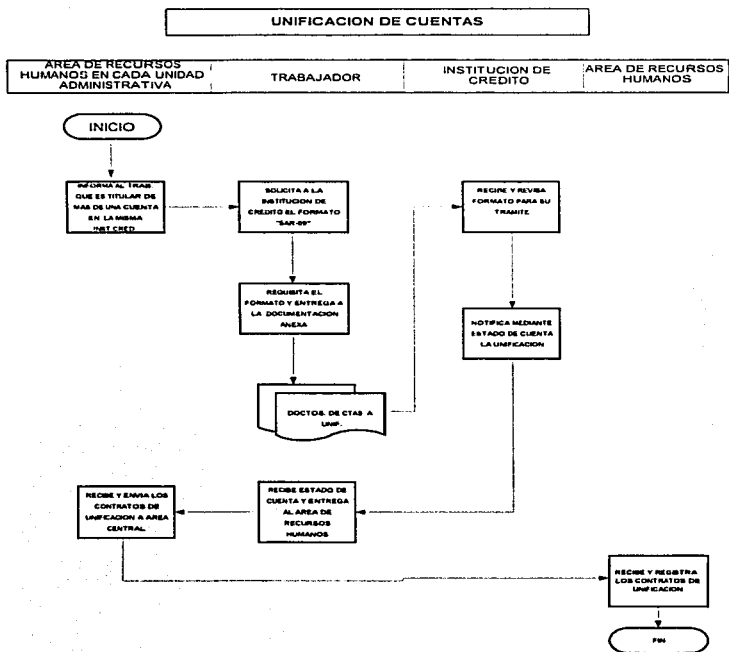 UNIFICACION DE CUENTAS
AREA DE RECURSOS
HUMANOS EN CADA UNIDAD
ADMINISTRATIVA
TRABAJADOR
INSTITUCION DE
CREDITO
AREA DE RECURSOS
HUMANOS
INICIO
INFORMA AL TRAB.
QUE ES TITULAR DE
MAS DE UNA CUENTA
EN LA MISMA
INST.CRED.
SOLICITA A LA
INSTITUCION DE
CREDITO EL FORMATO
"SAR-09"
RECIBE Y REVISA
FORMATO PARA SU
TRAMITE
REQUISITA EL
FORMATO Y ENTREGA A
LA DOCUMENTACION
ANEXA
NOTIFICA MEDIANTE
ESTADO DE CUENTA
LA UNIFICACION
DOCTOS. DE CTAS A
UNIF.
RECIBE Y ENVIA LOS
CONTRATOS DE
UNIFICACION A AREA
CENTRAL
RECIBE ESTADO DE
CUENTA Y ENTREGA
AL AREA DE
RECURSOS
HUMANOS
RECIBE Y REGISTRA
LOS CONTRATOS DE
UNIFICACION
FIN